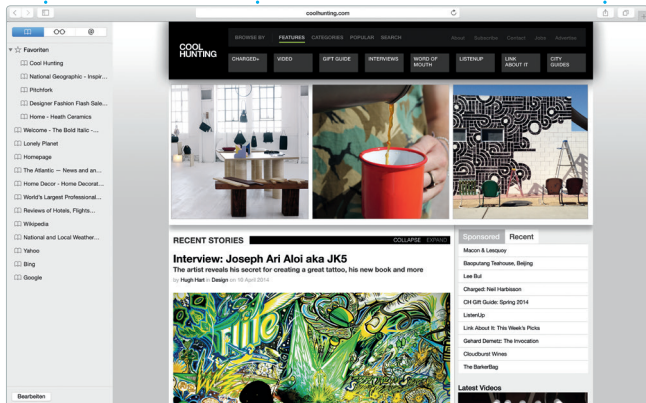 coolhunting.com
@
Favoriten
Cool Hunting
National Geographic - Inspir...
Pitchfork
Designer Fashion Flash Sale...
Home - Heath Ceramics
Welcome - The Bold Italic -...
Lonely Planet
Homepage
The Atlantic — News and an...
Home Decor - Home Decorat...
World's Largest Professional...
Reviews of Hotels, Flights...
Wikipedia
National and Local Weather...
Yahoo
Bing
Google
Bearbeiten
COOL
HUNTING
BROWSE BY FEATURES CATEGORIES POPULAR SEARCH
About Subscribe Contact Jobs Advertise
CHARGED+
VIDEO
GIFT GUIDE
INTERVIEWS
WORD OF
MOUTH
LISTENUP
LINK
ABOUT IT
CITY
GUIDES
RECENT STORIES
COLLAPSE EXPAND
Interview: Joseph Ari Aloi aka JK5
The artist reveals his secret for creating a great tattoo, his new book and more
by Hugh Hart in Design on 16 April 2014
Sponsored Recent
Macon & Lesquoy
Baoputang Teahouse, Beijing
Lee Bul
Charged: Neil Harbisson
CH Gift Guide: Spring 2014
ListenUp
Link About It: This Week's Picks
Gehard Demetz: The Invocation
Cloudburst Wines
The BarkerBag
Latest Videos